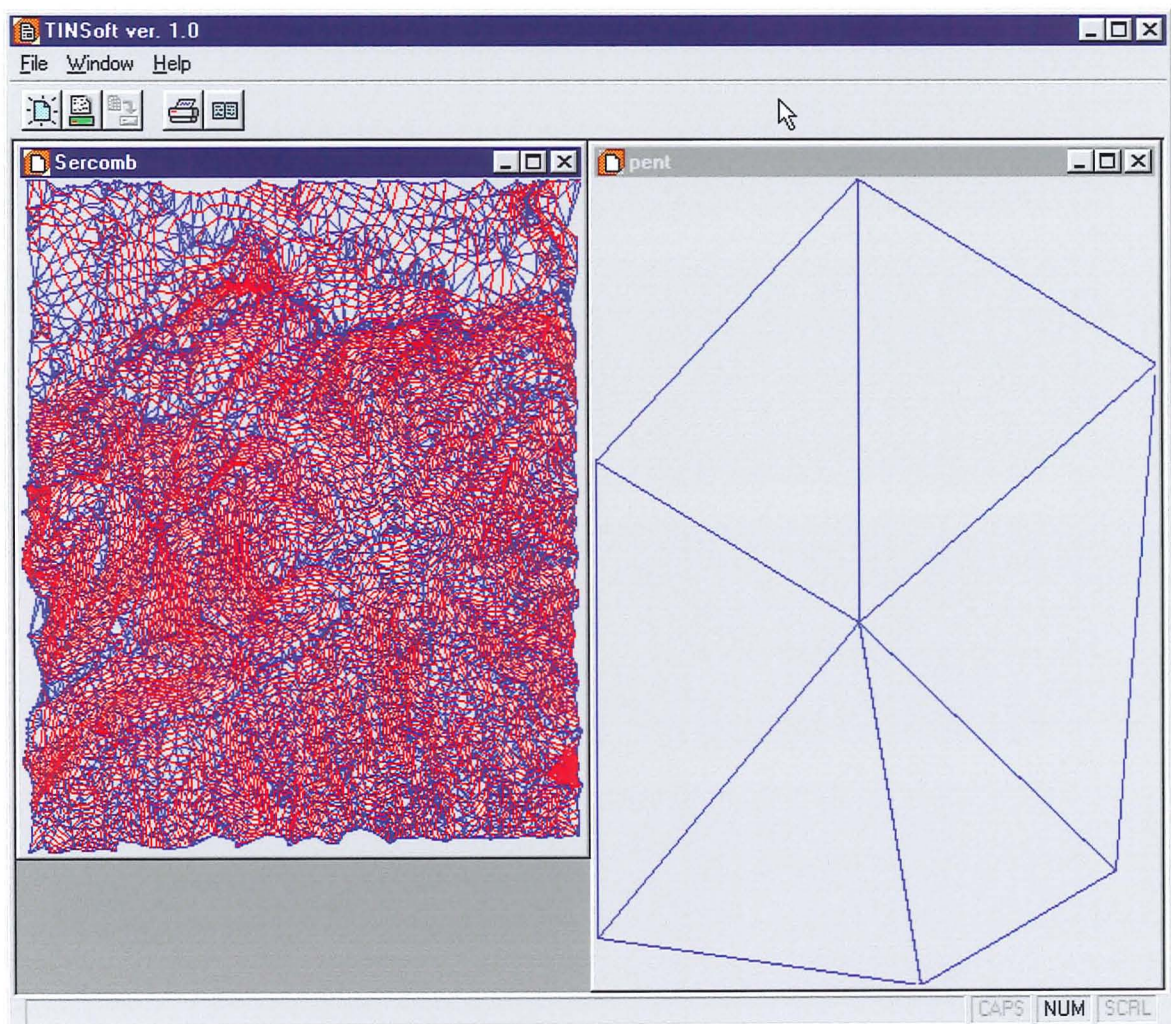 TINSoft ver. 1.0
File Window Help
Sercomb
pent
CAPS NUM SCRL